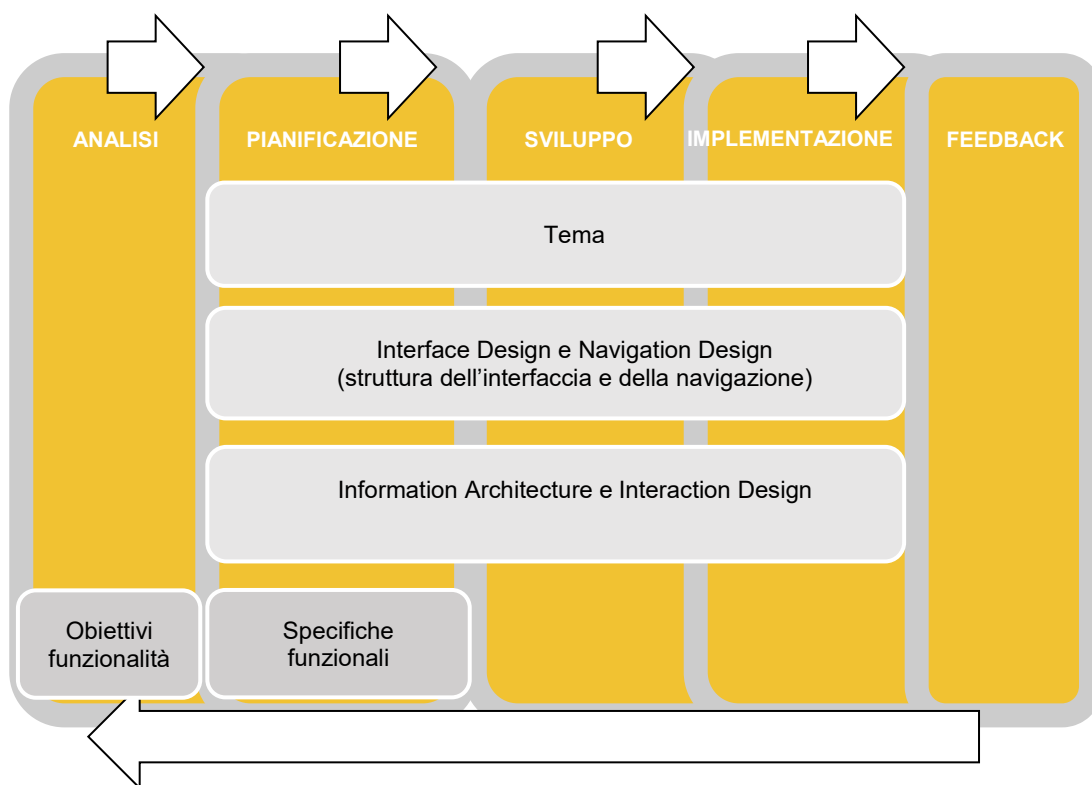 ANALISI
PIANIFICAZIONE
SVILUPPO
IMPLEMENTAZIONE
FEEDBACK
Tema
Interface Design e Navigation Design
(struttura dell’interfaccia e della navigazione)
Information Architecture e Interaction Design
Obiettivi
funzionalità
Specifiche
funzionali